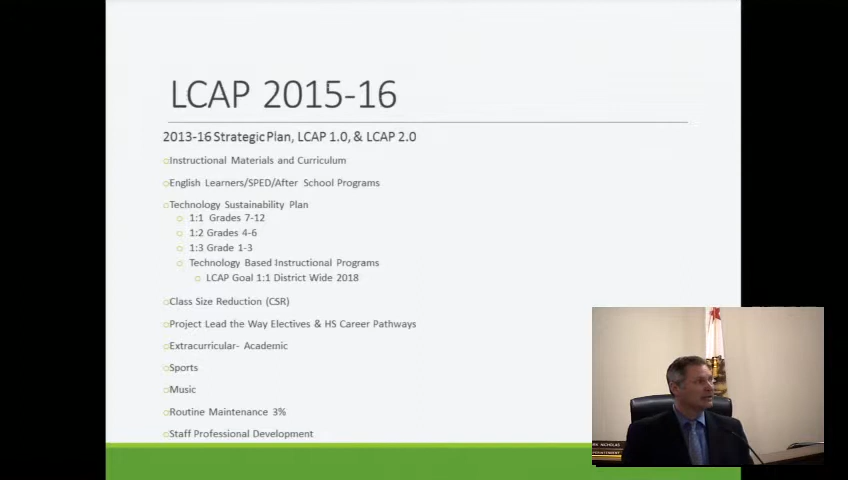 LCAP 2015-16
2013-16 Strategic Plan, LCAP 1.0, & LCAP 2.0
Instructional Materials and Curriculum
English Learners/SPED/After School Programs
Technology Sustainability Plan
1:1 Grades 7-12
1:2 Grades 4-6
1:3 Grade 1-3
Technology Based Instructional Programs
LCAP Goal 1:1 District Wide 2018
Class Size Reduction (CSR)
Project Lead the Way Electives & HS Career Pathways
Extracurricular- Academic
Sports
Music
Routine Maintenance 3%
Staff Professional Development
NICHOLAS